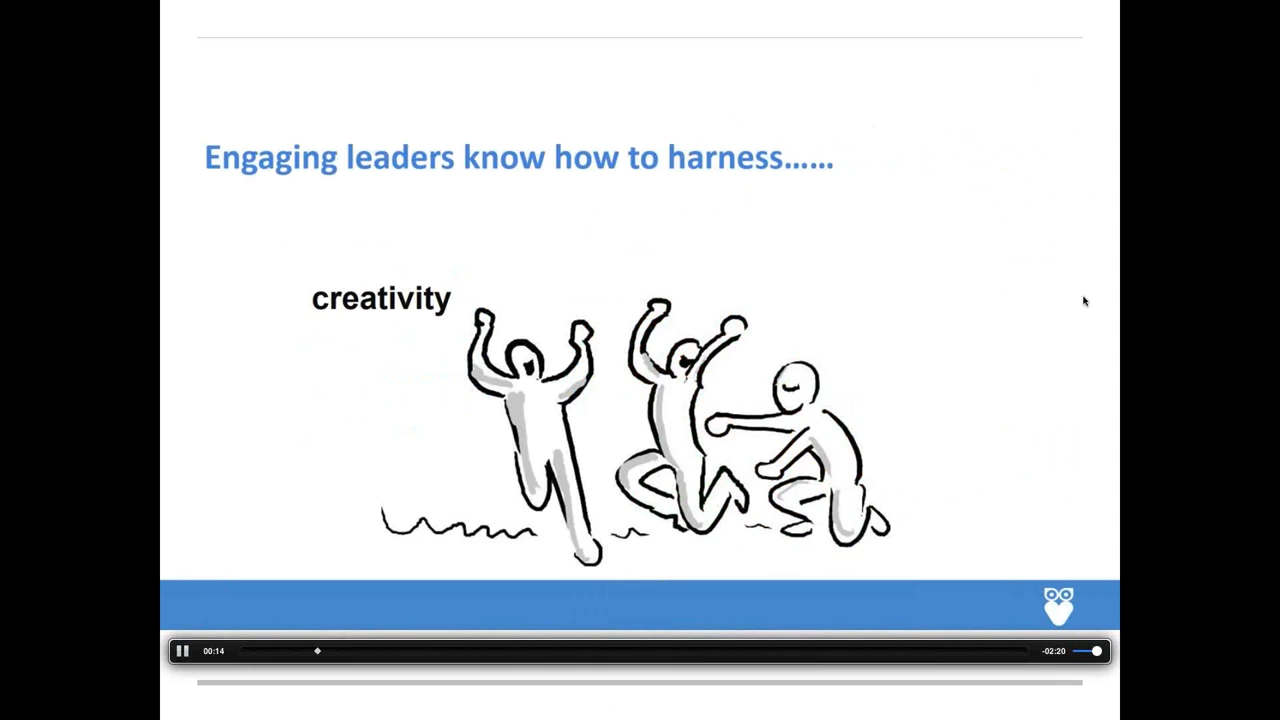 Engaging leaders know how to harness......
creativity
00:14
-02:20